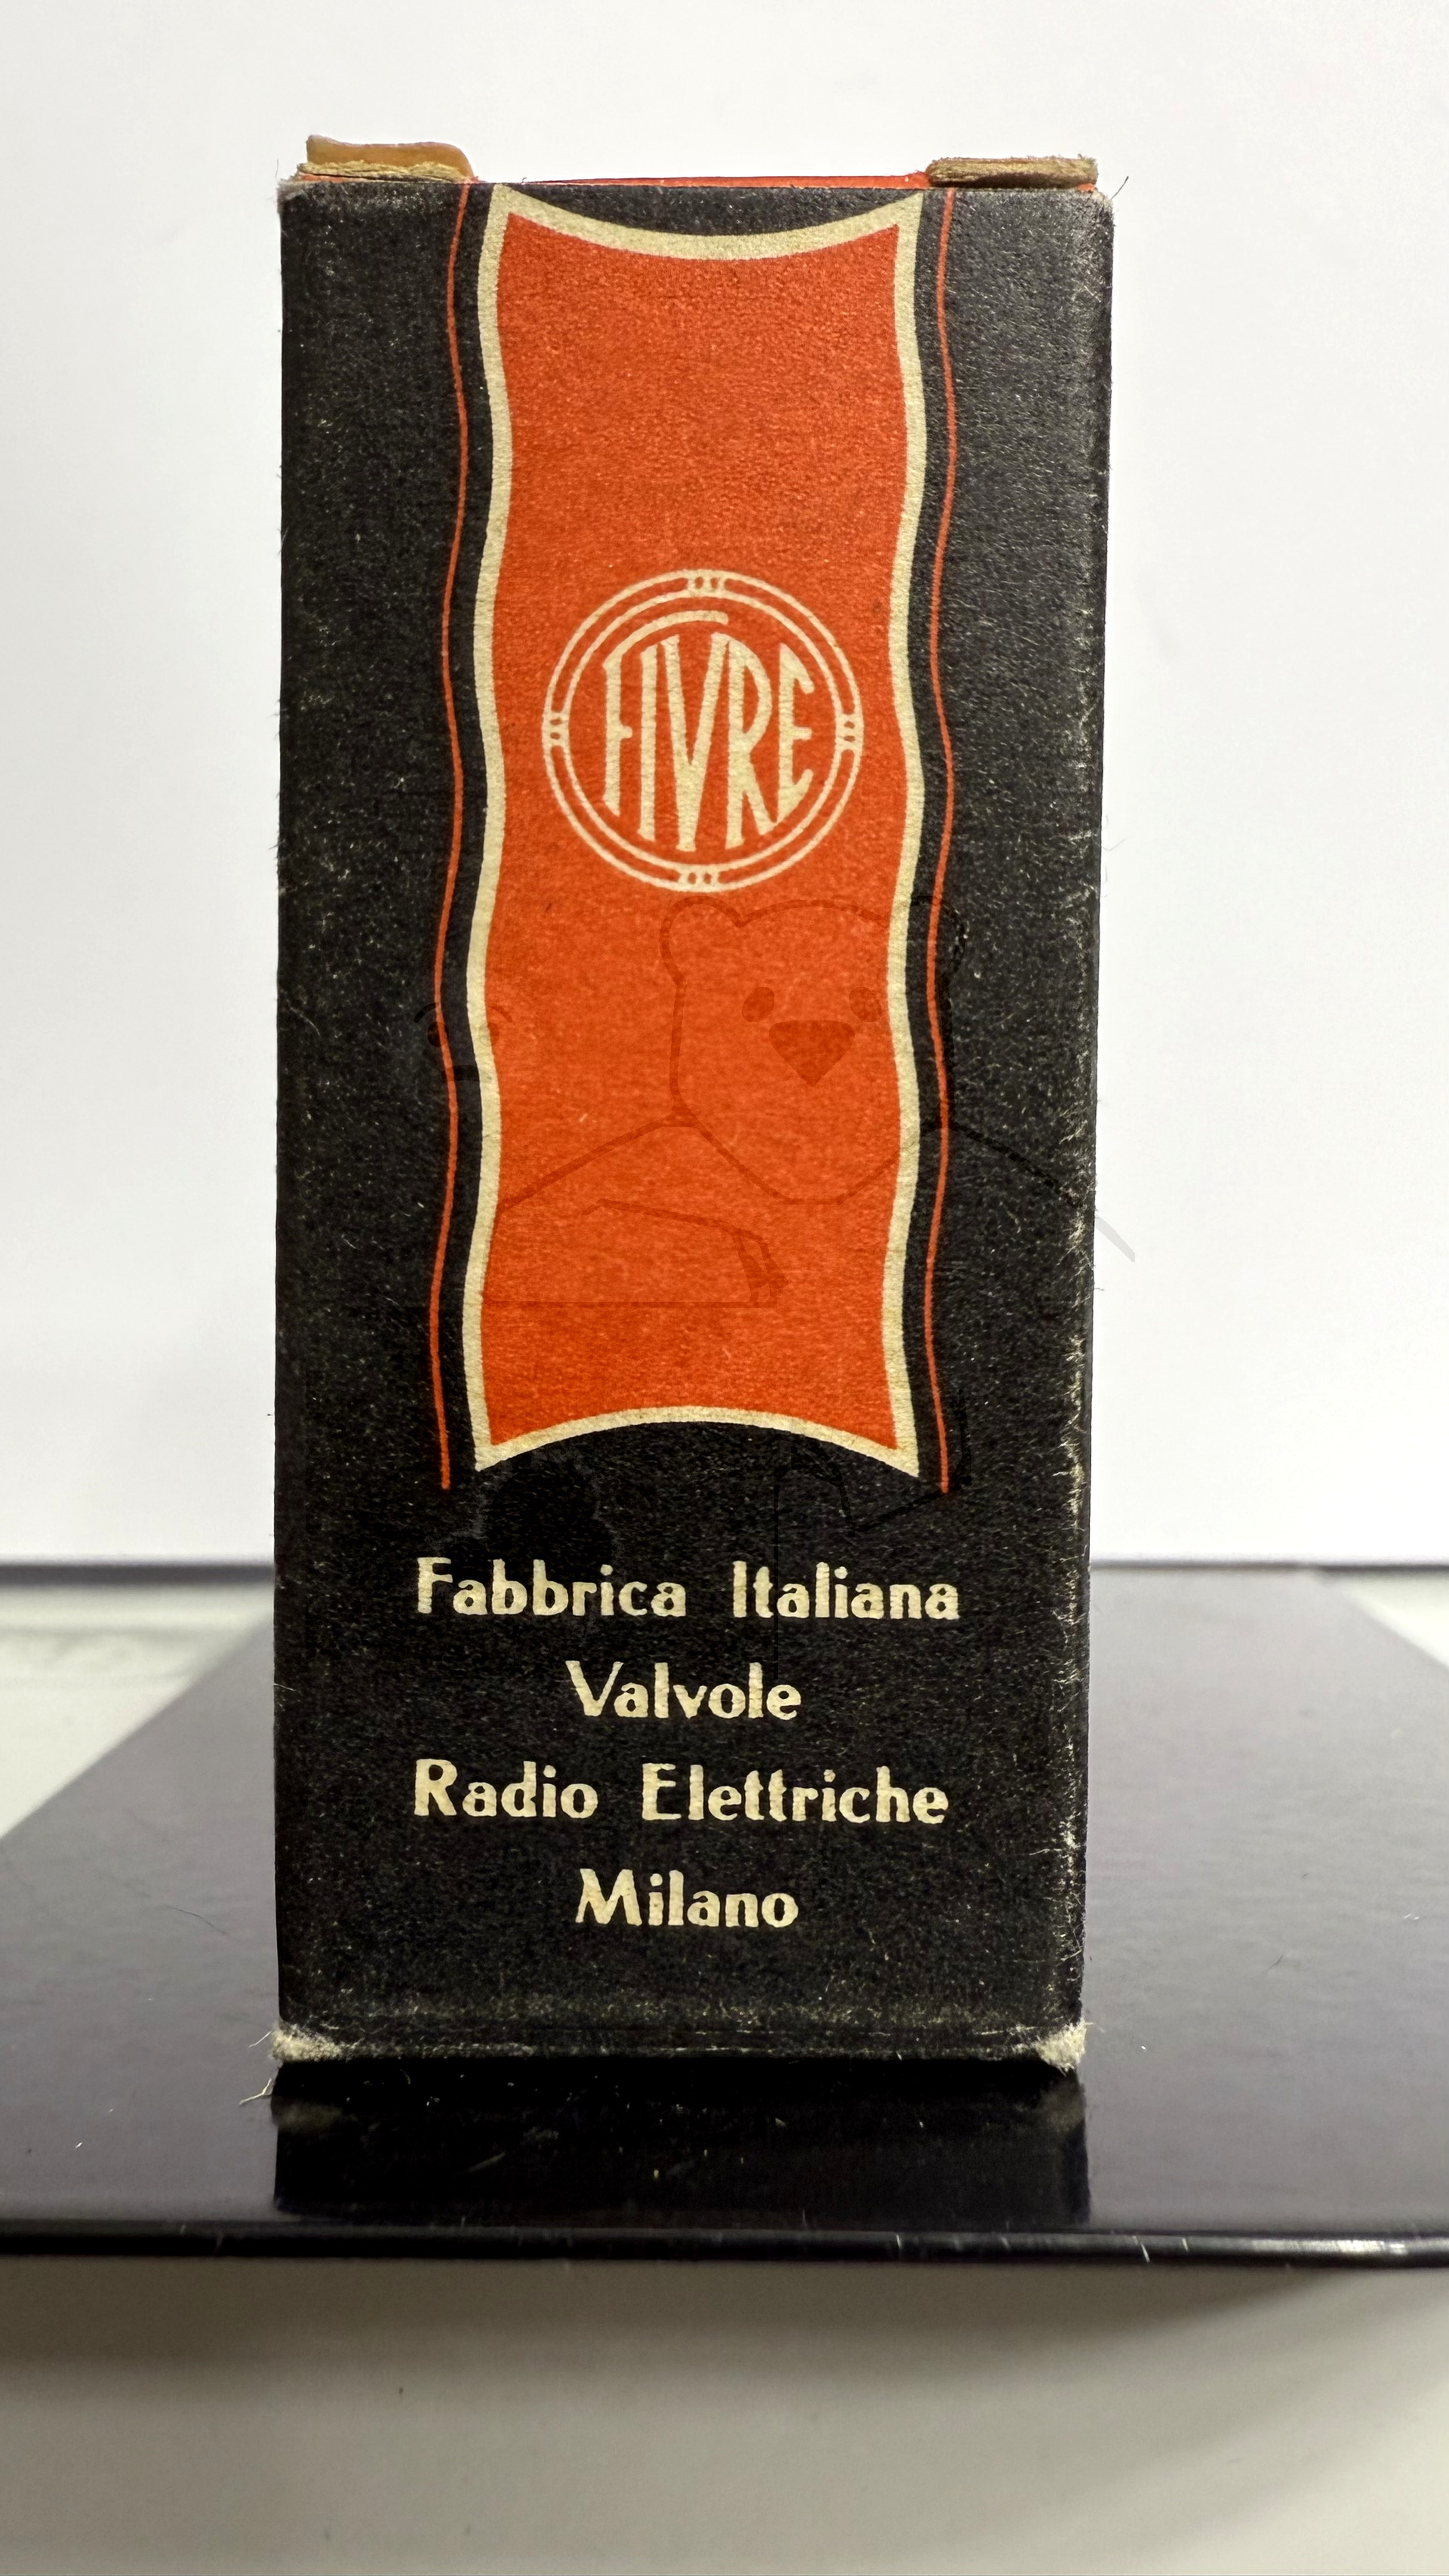 FIVRE
Fabbrica Italiana
Valvole
Radio Elettriche
Milano